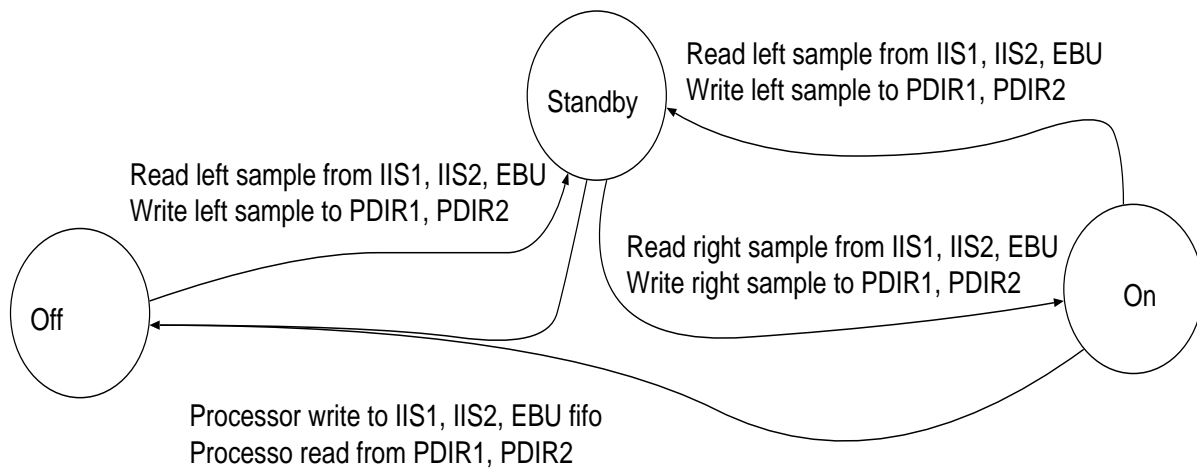 Read left sample from IIS1, IIS2, EBU
Write left sample to PDIR1, PDIR2
Standby
Read left sample from IIS1, IIS2, EBU
Write left sample to PDIR1, PDIR2
Read right sample from IIS1, IIS2, EBU
Write right sample to PDIR1, PDIR2
On
Off
Processor write to IIS1, IIS2, EBU fifo
Processo read from PDIR1, PDIR2